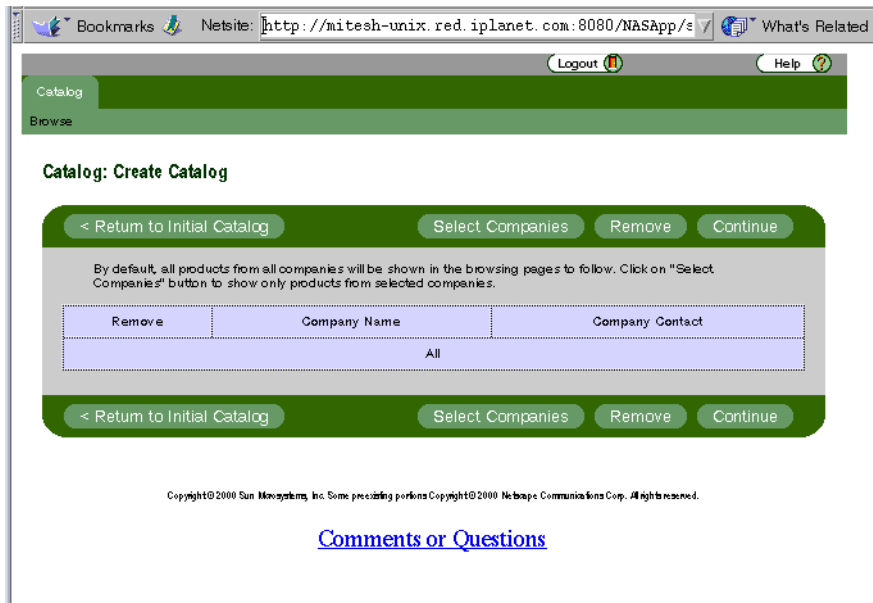 Bookmarks Netsite: http://mitesh-unix.red.iplanet.com:8080/NASApp/s What's Related
Logout Help ?
Catalog
Browse
Catalog: Create Catalog
< Return to Initial Catalog Select Companies Remove Continue
By default, all products from all companies will be shown in the browsing pages to follow. Click on "Select
Companies" button to show only products from selected companies.
Remove Company Name Company Contact
All
< Return to Initial Catalog Select Companies Remove Continue
Copyright © 2000 Sun Microsystems, Inc. Some preexisting portions Copyright © 2000 Netscape Communications Corp. All rights reserved.
Comments or Questions